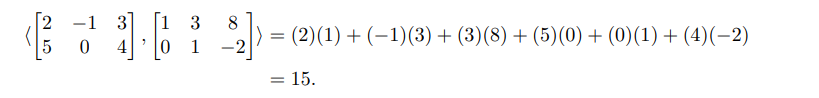 ⟨[2 −1 3; 5 0 4], [1 3 8; 0 1 −2]⟩ = (2)(1) + (−1)(3) + (3)(8) + (5)(0) + (0)(1) + (4)(−2)
= 15.